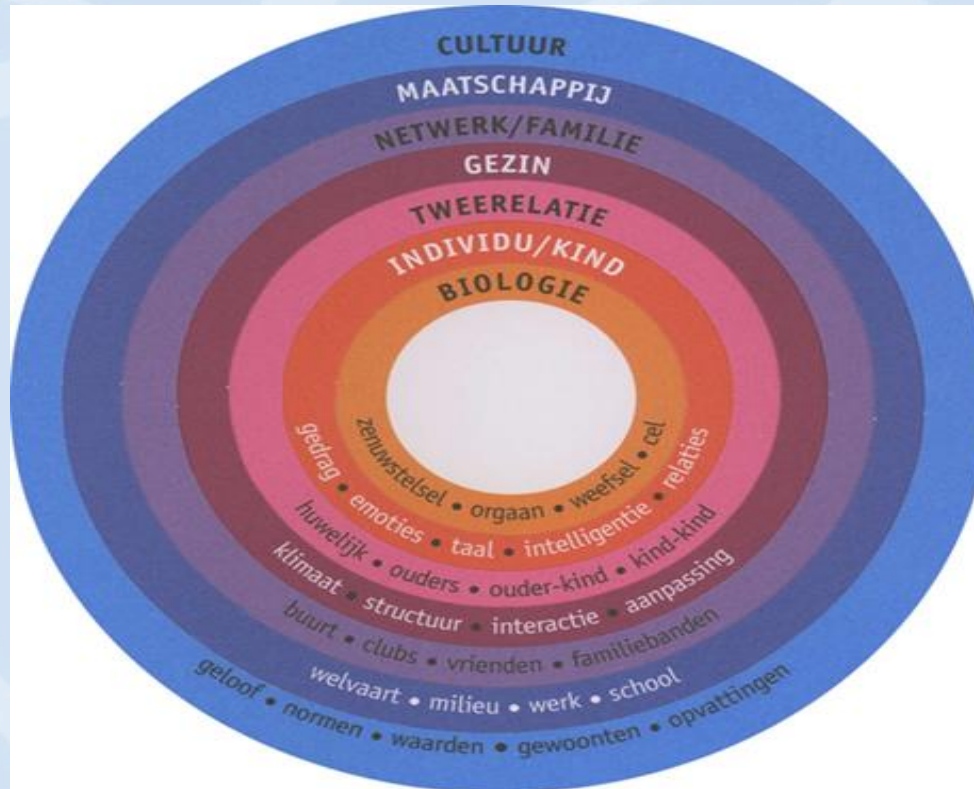 CULTUUR
MAATSCHAPPIJ
NETWERK/FAMILIE
GEZIN
TWEERELATIE
INDIVIDU/KIND
BIOLOGIE
zenuwstelsel • orgaan • weefsel • cel
gedrag • emoties • taal • intelligentie • relaties
huwelijk • ouders • ouder-kind • kind-kind
klimaat • structuur • interactie • aanpassing
buurt • clubs • vrienden • familiebanden
welvaart • milieu • werk • school
geloof • normen • waarden • gewoonten • opvattingen